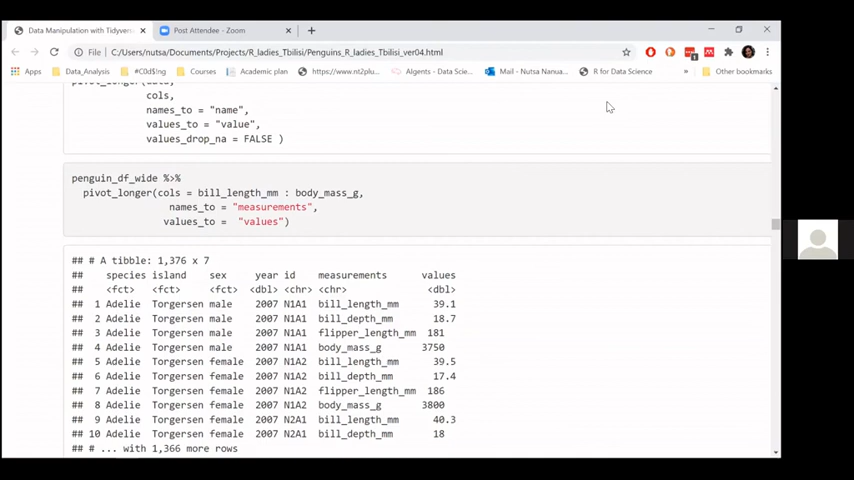 Data Manipulation with Tidyvers
Post Attendee - Zoom
File C:/Users/nutsa/Documents/Projects/R_ladies_Tbilisi/Penguins_R_ladies_Tbilisi_ver04.html
Apps Data_Analysis #C0d$!ng Courses Academic plan https://www.nt2plu... AIgents - Data Scie... Mail - Nutsa Nanua... R for Data Science » Other bookmarks
cols,
names_to = "name",
values_to = "value",
values_drop_na = FALSE )
penguin_df_wide %>%
pivot_longer(cols = bill_length_mm : body_mass_g,
names_to = "measurements",
values_to = "values")
## # A tibble: 1,376 x 7
## species island sex year id measurements values
## <fct> <fct> <fct> <dbl> <chr> <chr> <dbl>
## 1 Adelie Torgersen male 2007 N1A1 bill_length_mm 39.1
## 2 Adelie Torgersen male 2007 N1A1 bill_depth_mm 18.7
## 3 Adelie Torgersen male 2007 N1A1 flipper_length_mm 181
## 4 Adelie Torgersen male 2007 N1A1 body_mass_g 3750
## 5 Adelie Torgersen female 2007 N1A2 bill_length_mm 39.5
## 6 Adelie Torgersen female 2007 N1A2 bill_depth_mm 17.4
## 7 Adelie Torgersen female 2007 N1A2 flipper_length_mm 186
## 8 Adelie Torgersen female 2007 N1A2 body_mass_g 3800
## 9 Adelie Torgersen female 2007 N2A1 bill_length_mm 40.3
## 10 Adelie Torgersen female 2007 N2A1 bill_depth_mm 18
## # ... with 1,366 more rows